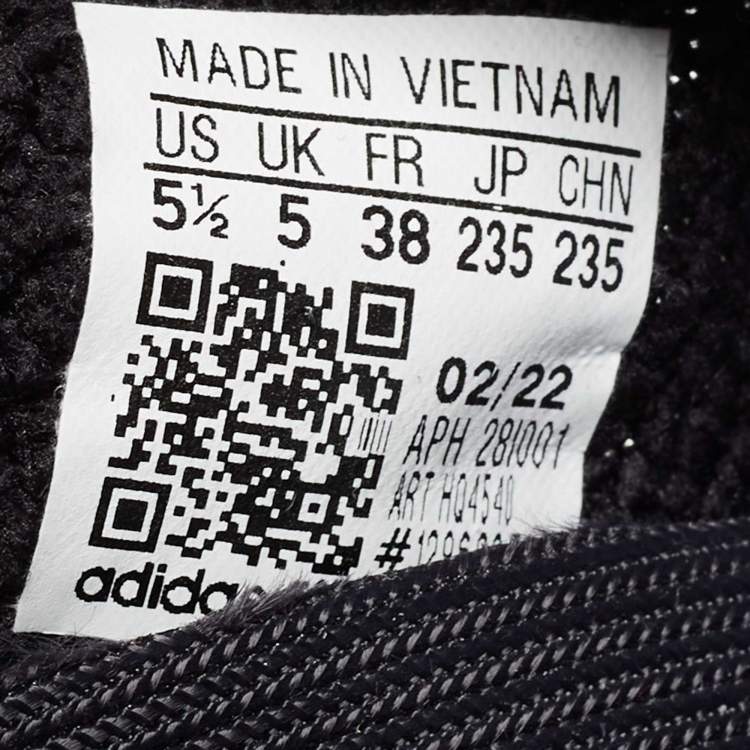 MADE IN VIETNAM
US UK FR JP CHN
5½ 5 38 235 235
02/22
APH 281001
ART HQ4540
#